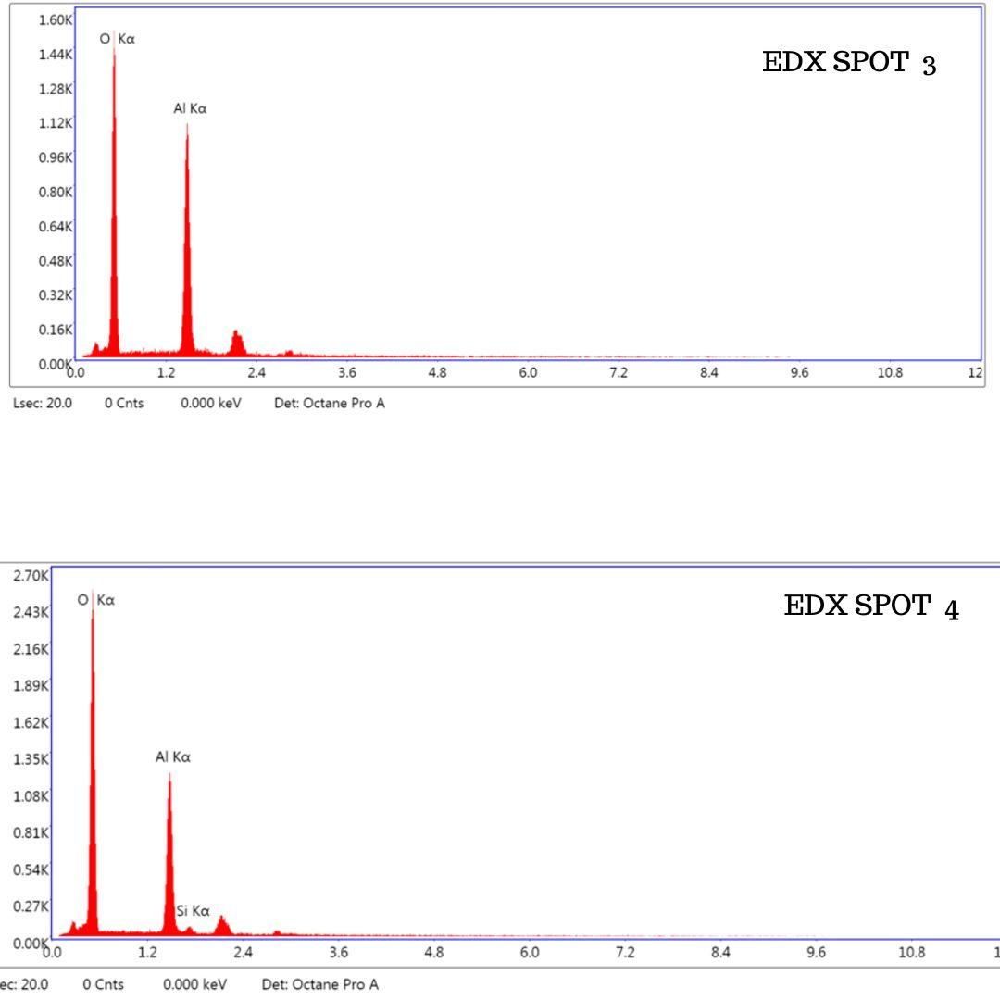 1.60K
O Kα
EDX SPOT 3
1.44K
1.28K
Al Kα
1.12K
0.96K
0.80K
0.64K
0.48K
0.32K
0.16K
0.00K
0.0 1.2 2.4 3.6 4.8 6.0 7.2 8.4 9.6 10.8 12
Lsec: 20.0 0 Cnts 0.000 keV Det: Octane Pro A
2.70K
O Kα
EDX SPOT 4
2.43K
2.16K
1.89K
1.62K
Al Kα
1.35K
1.08K
0.81K
0.54K
Si Kα
0.27K
0.00K
0.0 1.2 2.4 3.6 4.8 6.0 7.2 8.4 9.6 10.8 1
ec: 20.0 0 Cnts 0.000 keV Det: Octane Pro A